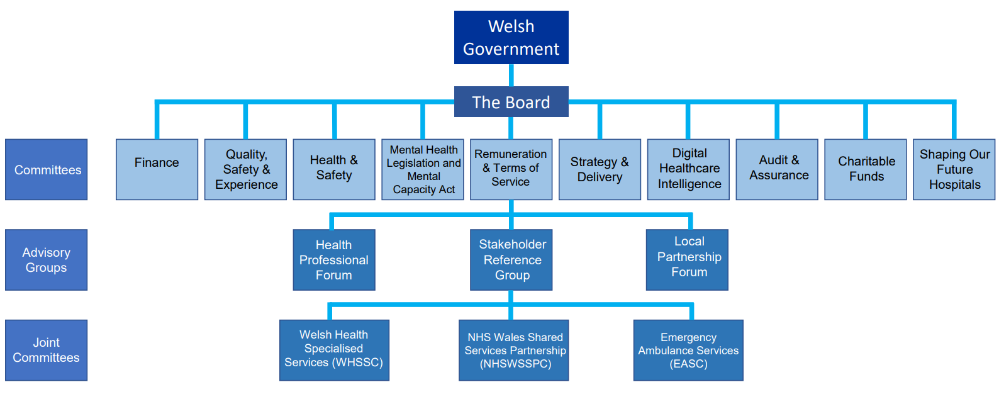 Welsh
Government
The Board
Committees
Finance
Quality,
Safety &
Experience
Health &
Safety
Mental Health
Legislation and
Mental
Capacity Act
Remuneration
& Terms of
Service
Strategy &
Delivery
Digital
Healthcare
Intelligence
Audit &
Assurance
Charitable
Funds
Shaping Our
Future
Hospitals
Advisory
Groups
Health
Professional
Forum
Stakeholder
Reference
Group
Local
Partnership
Forum
Joint
Committees
Welsh Health
Specialised
Services (WHSSC)
NHS Wales Shared
Services Partnership
(NHSWSSPC)
Emergency
Ambulance Services
(EASC)